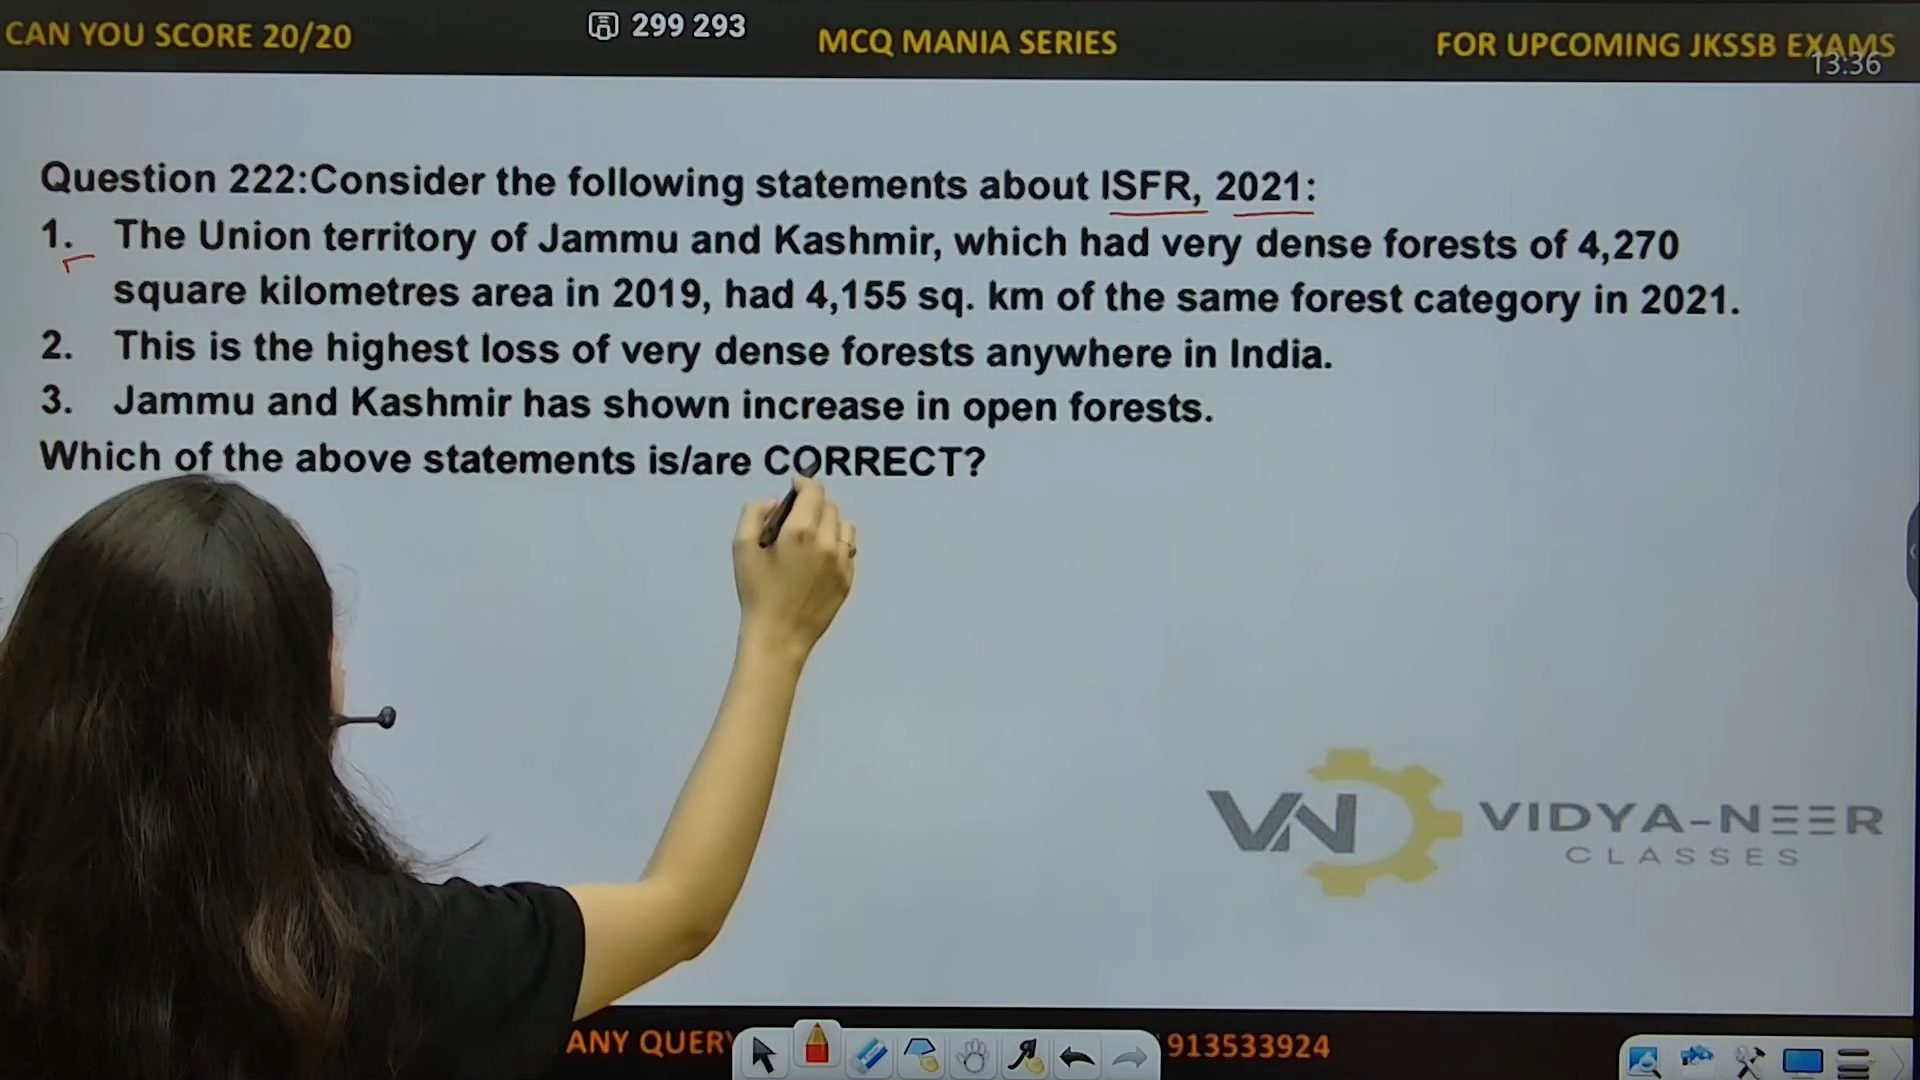 CAN YOU SCORE 20/20
299 293
MCQ MANIA SERIES
FOR UPCOMING JKSSB EXAMS
13:36
Question 222:Consider the following statements about ISFR, 2021:
1. The Union territory of Jammu and Kashmir, which had very dense forests of 4,270
square kilometres area in 2019, had 4,155 sq. km of the same forest category in 2021.
2. This is the highest loss of very dense forests anywhere in India.
3. Jammu and Kashmir has shown increase in open forests.
Which of the above statements is/are CORRECT?
VN
VIDYA-NEER
CLASSES
ANY QUERY
913533924